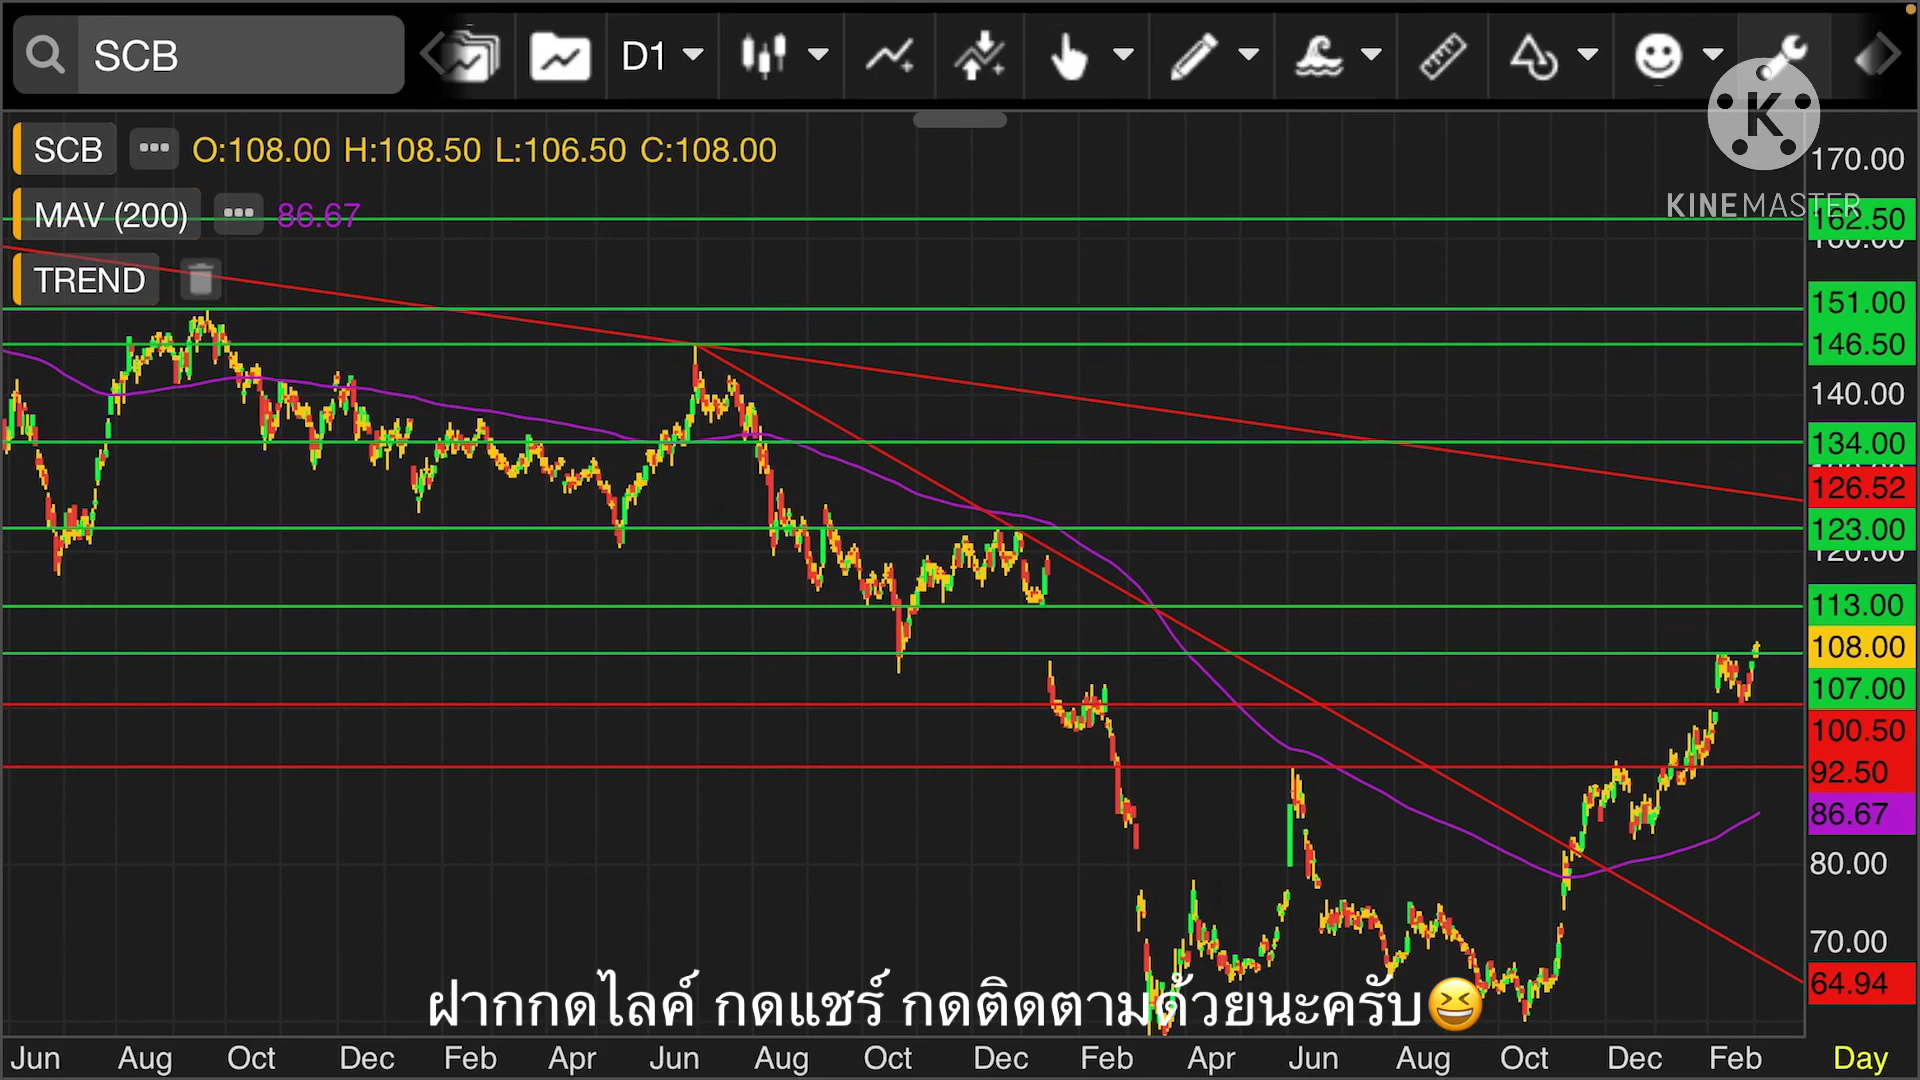 SCB
D1
SCB ••• O:108.00 H:108.50 L:106.50 C:108.00
MAV (200) ••• 86.67
TREND
K
KINEMASTER
170.00
162.50
160.00
151.00
146.50
140.00
134.00
126.52
123.00
120.00
113.00
108.00
107.00
100.50
92.50
86.67
80.00
70.00
64.94
ฝากกดไลค์ กดแชร์ กดติดตามด้วยนะครับ😆
Jun Aug Oct Dec Feb Apr Jun Aug Oct Dec Feb Apr Jun Aug Oct Dec Feb Day